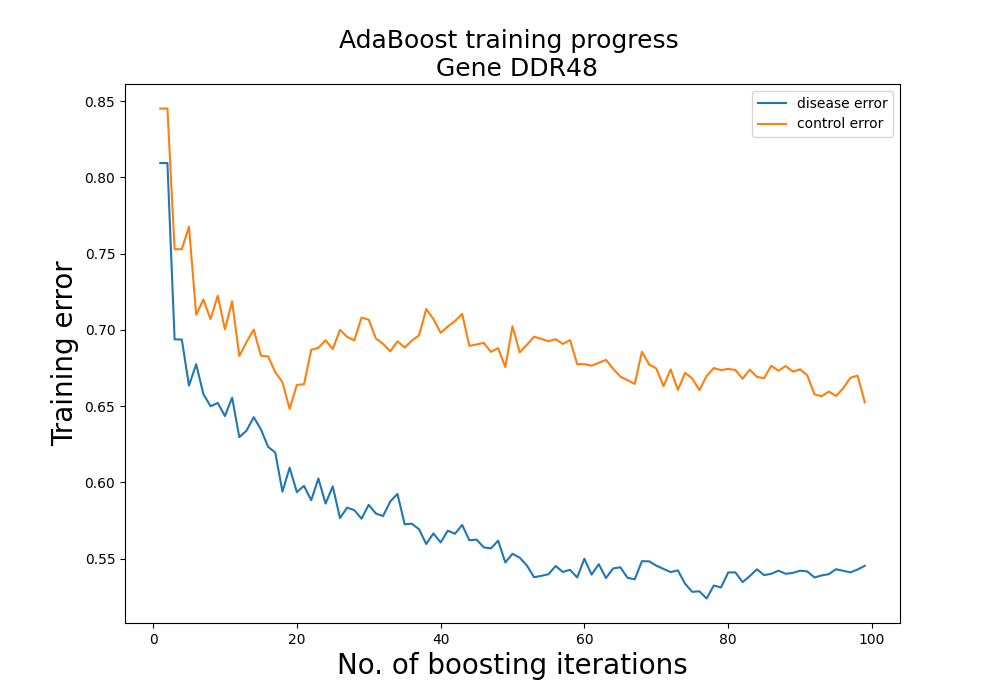 AdaBoost training progress
Gene DDR48
disease error
control error
Training error
0.85
0.80
0.75
0.70
0.65
0.60
0.55
0
20
40
60
80
100
No. of boosting iterations